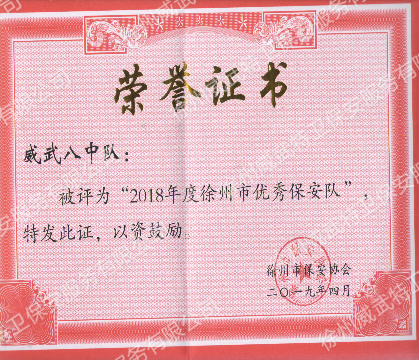 荣誉证书
威武八中队：
被评为“2018年度徐州市优秀保安队”，
特发此证，以资鼓励。
徐州市保安协会
二〇一九年四月